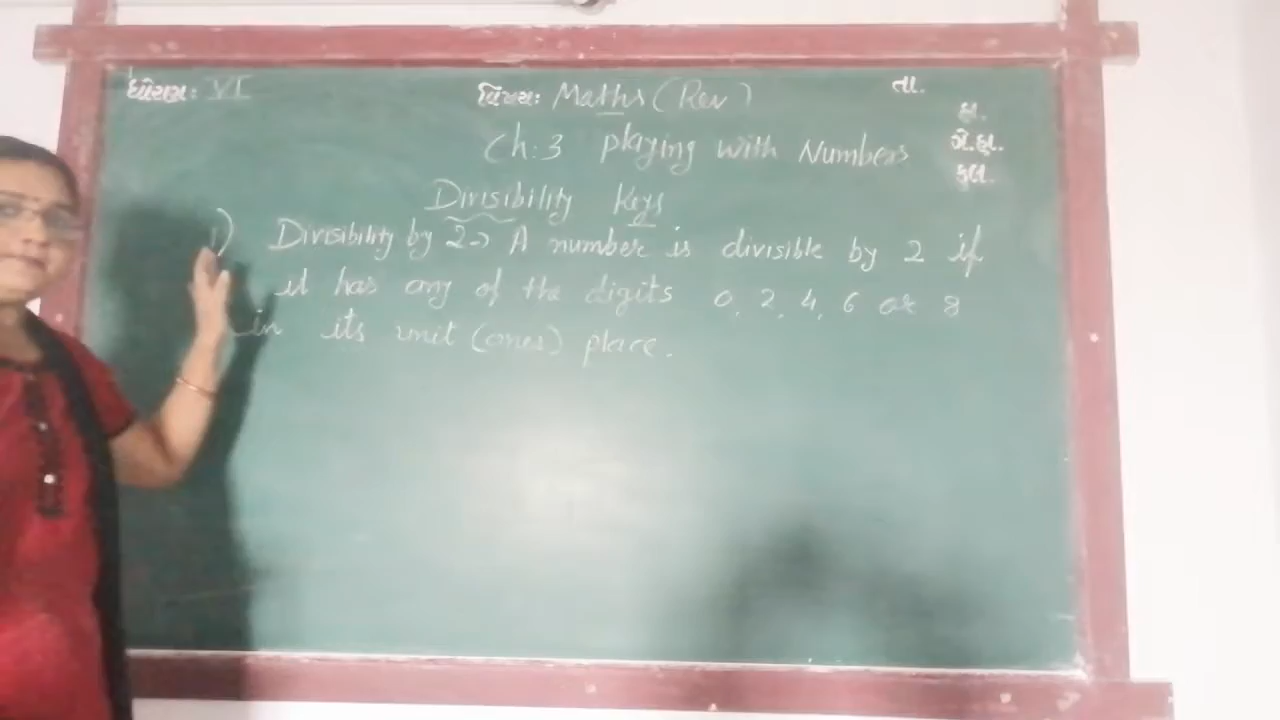 ધોરણ: VI વિષય: Maths (Rev) તા.
હા.
Ch:3 Playing with Numbers ગે.હા.
કુલ.
Divisibility Keys
1) Divisibility by 2→ A number is divisible by 2 if
it has any of the digits 0, 2, 4, 6 or 8
in its unit (ones) place.